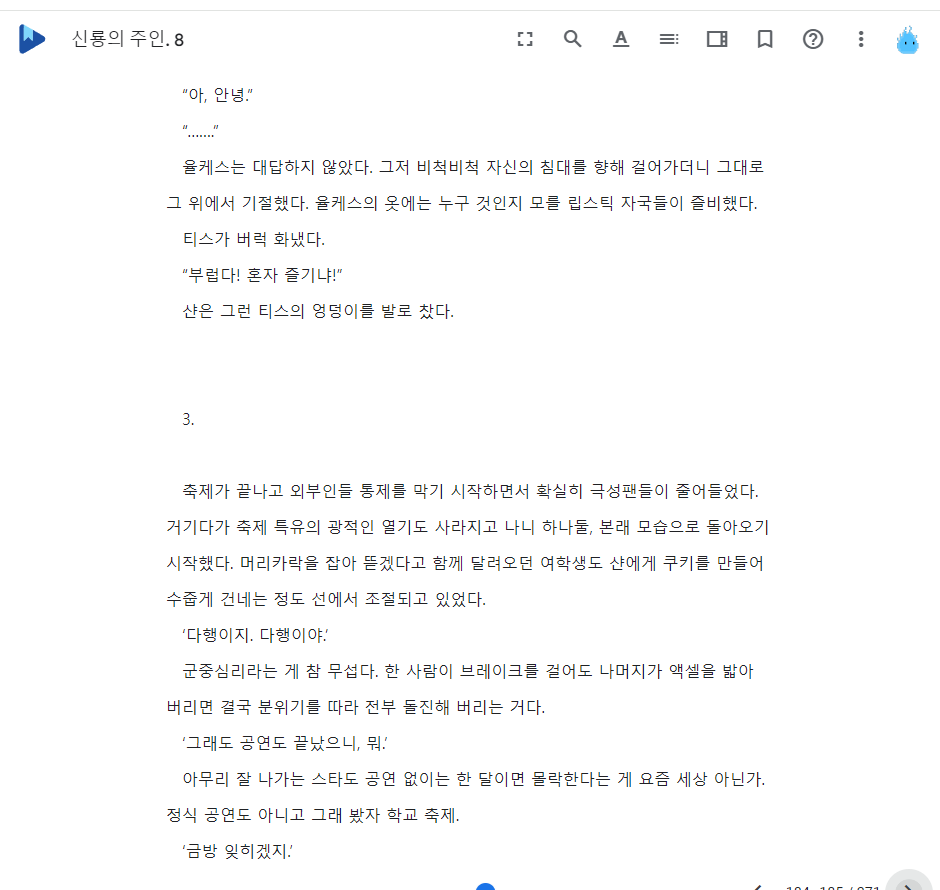 신룡의 주인. 8
“아, 안녕.”
“.......”
율케스는 대답하지 않았다. 그저 비척비척 자신의 침대를 향해 걸어가더니 그대로
그 위에서 기절했다. 율케스의 옷에는 누구 것인지 모를 립스틱 자국들이 즐비했다.
티스가 버럭 화냈다.
“부럽다! 혼자 즐기냐!”
샨은 그런 티스의 엉덩이를 발로 찼다.
3.
축제가 끝나고 외부인들 통제를 막기 시작하면서 확실히 극성팬들이 줄어들었다.
거기다가 축제 특유의 광적인 열기도 사라지고 나니 하나둘, 본래 모습으로 돌아오기
시작했다. 머리카락을 잡아 뜯겠다고 함께 달려오던 여학생도 샨에게 쿠키를 만들어
수줍게 건네는 정도 선에서 조절되고 있었다.
‘다행이지. 다행이야.’
군중심리라는 게 참 무섭다. 한 사람이 브레이크를 걸어도 나머지가 액셀을 밟아
버리면 결국 분위기를 따라 전부 돌진해 버리는 거다.
‘그래도 공연도 끝났으니, 뭐.’
아무리 잘 나가는 스타도 공연 없이는 한 달이면 몰락한다는 게 요즘 세상 아닌가.
정식 공연도 아니고 그래 봤자 학교 축제.
‘금방 잊히겠지.’